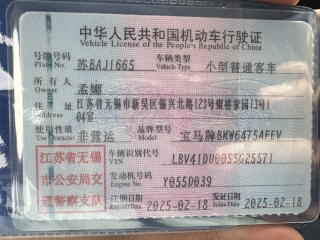 中华人民共和国机动车行驶证
Vehicle License of the People's Republic of China
号牌号码 苏BAJ1665 车辆类型 小型普通客车
Plate No. Vehicle Type
所有人 孟娜
Owner
住址 江苏省无锡市新吴区锡兴北路123号银禧家园13号1
04室
使用性质 非营运 品牌型号 宝马牌BMW6475AFEV
Use Character Model
江苏省无锡
市公安局交
通警察支队
车辆识别代号 LBV41DU00SSG25571
VIN
发动机号码 Y055D039
Engine No.
注册日期 2025-02-18 发证日期 2025-02-18
Issue Date